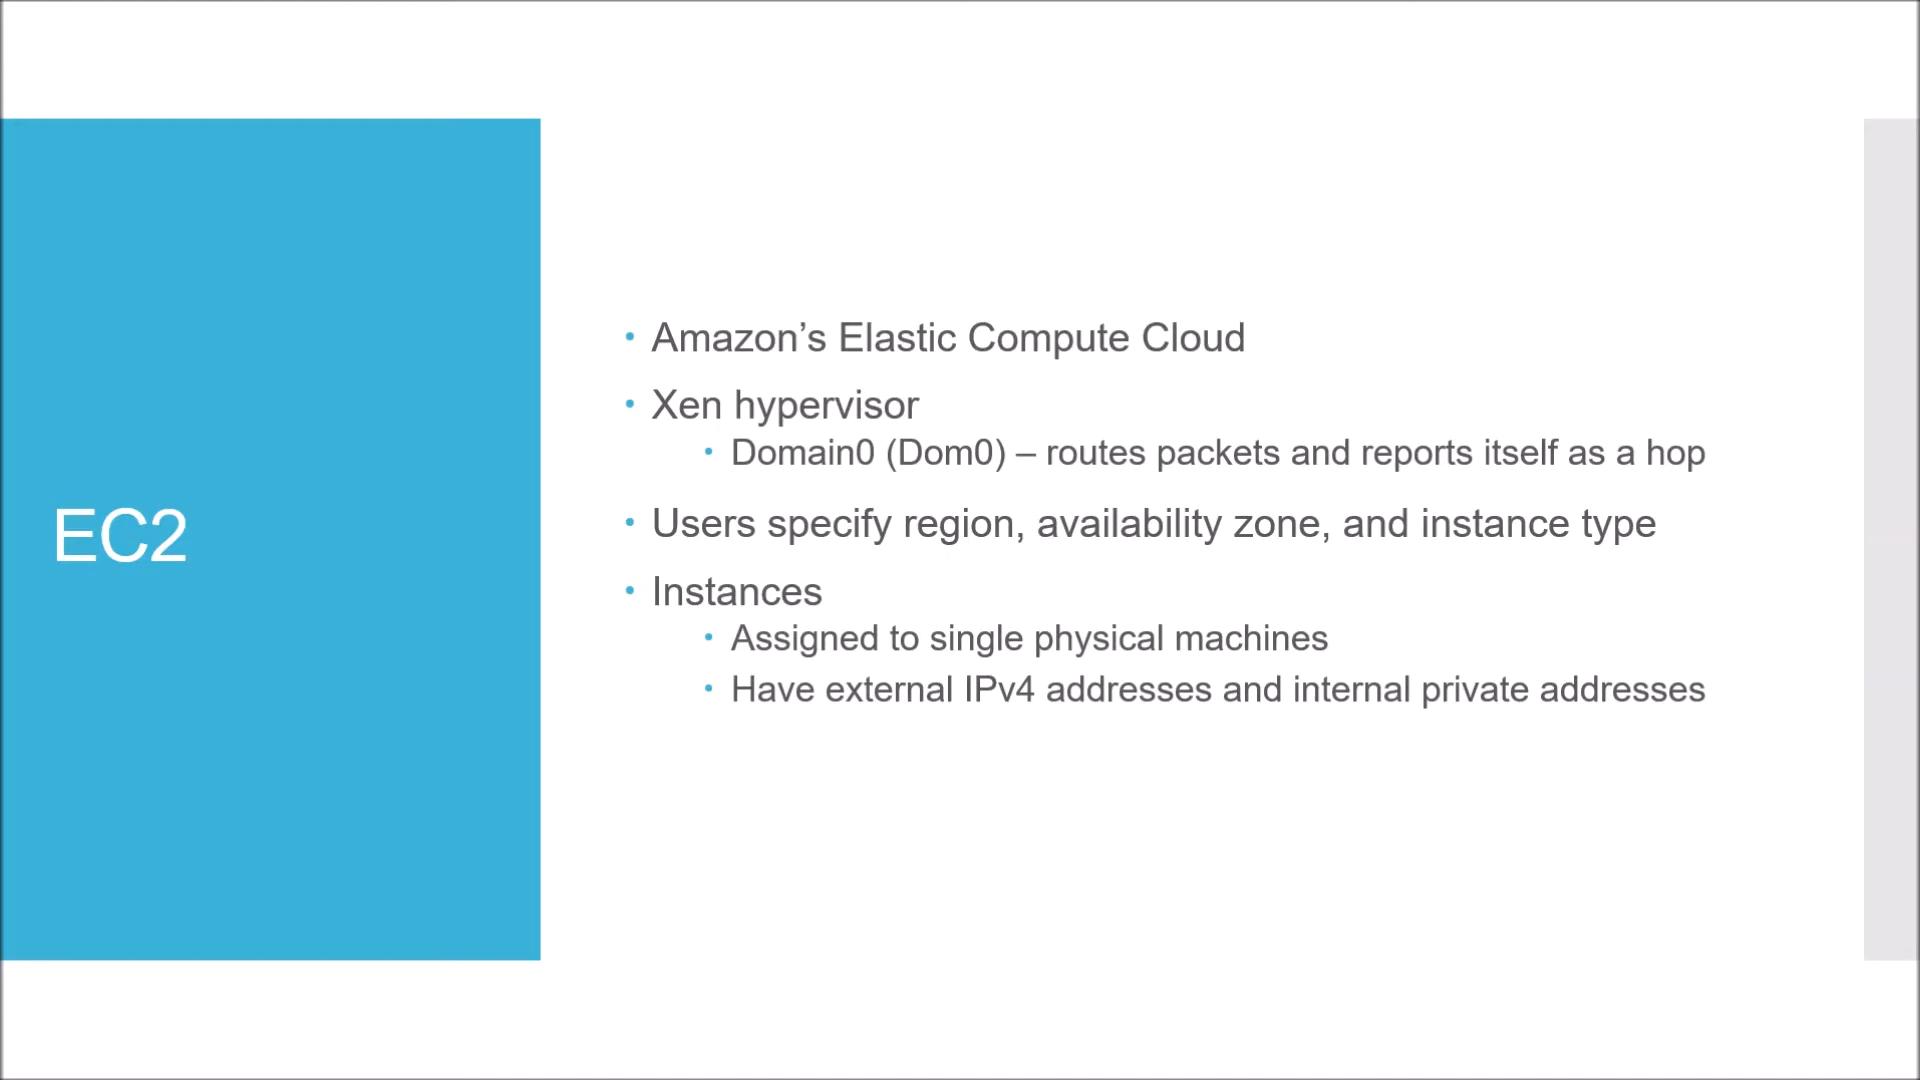 EC2
• Amazon’s Elastic Compute Cloud
• Xen hypervisor
• Domain0 (Dom0) – routes packets and reports itself as a hop
• Users specify region, availability zone, and instance type
• Instances
• Assigned to single physical machines
• Have external IPv4 addresses and internal private addresses